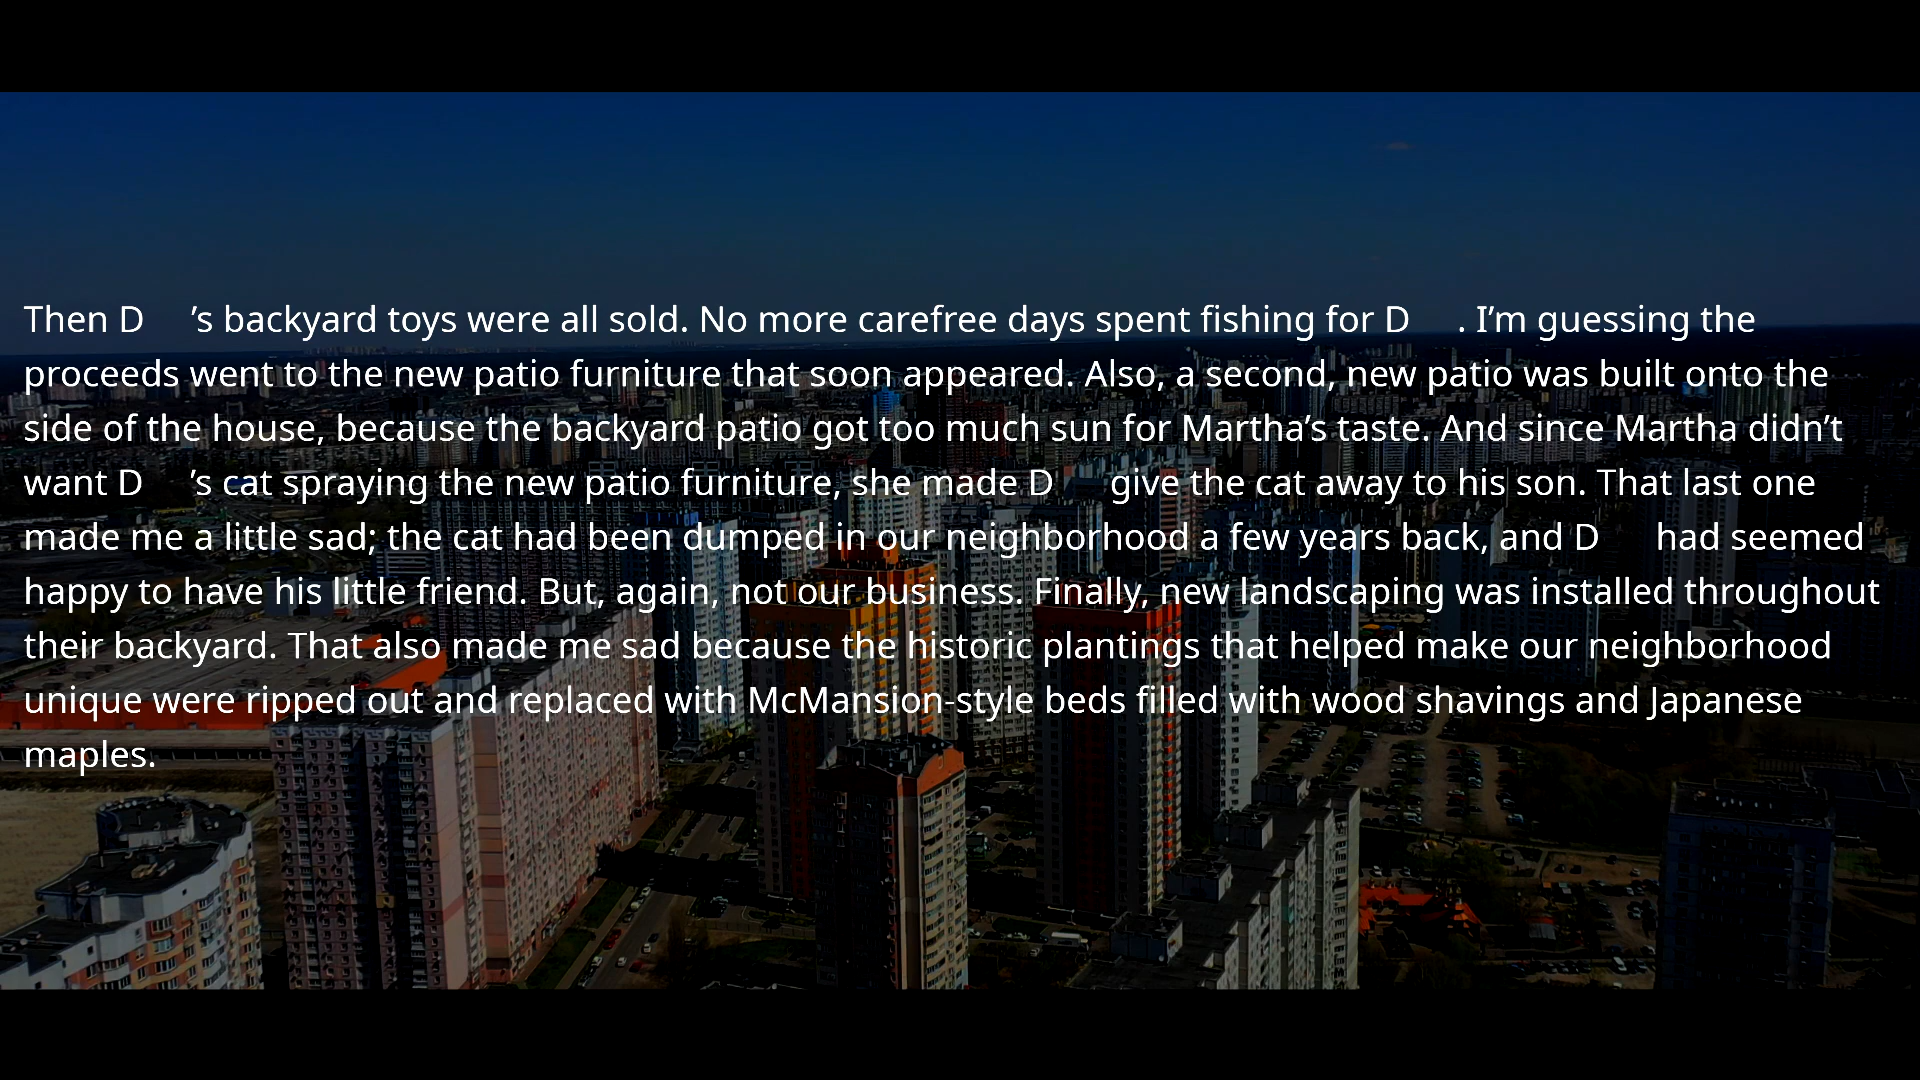 Then D   's backyard toys were all sold. No more carefree days spent fishing for D   . I’m guessing the
proceeds went to the new patio furniture that soon appeared. Also, a second, new patio was built onto the
side of the house, because the backyard patio got too much sun for Martha’s taste. And since Martha didn’t
want D   ’s cat spraying the new patio furniture, she made D    give the cat away to his son. That last one
made me a little sad; the cat had been dumped in our neighborhood a few years back, and D    had seemed
happy to have his little friend. But, again, not our business. Finally, new landscaping was installed throughout
their backyard. That also made me sad because the historic plantings that helped make our neighborhood
unique were ripped out and replaced with McMansion-style beds filled with wood shavings and Japanese
maples.